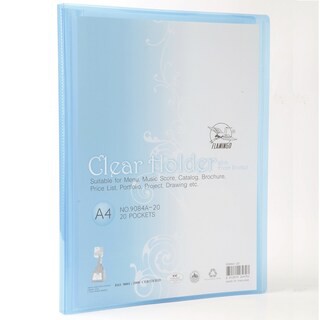 FLAMINGO
Clear Holder
Suitable for Menu, Music Socre, Catalog, Brochure,
Price List, Portfolio, Project, Drawing etc.
A4
NO.9084A-20
20 POCKETS